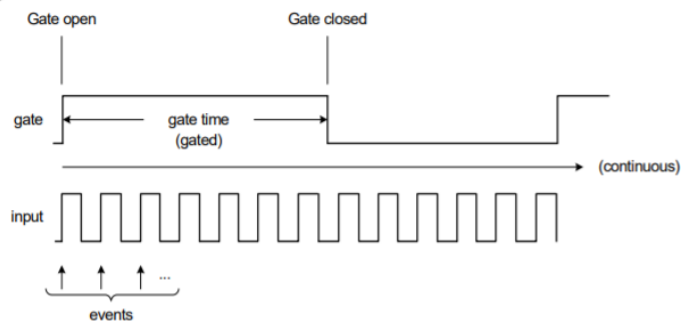 Gate open
Gate closed
gate
gate time
(gated)
(continuous)
input
...
events